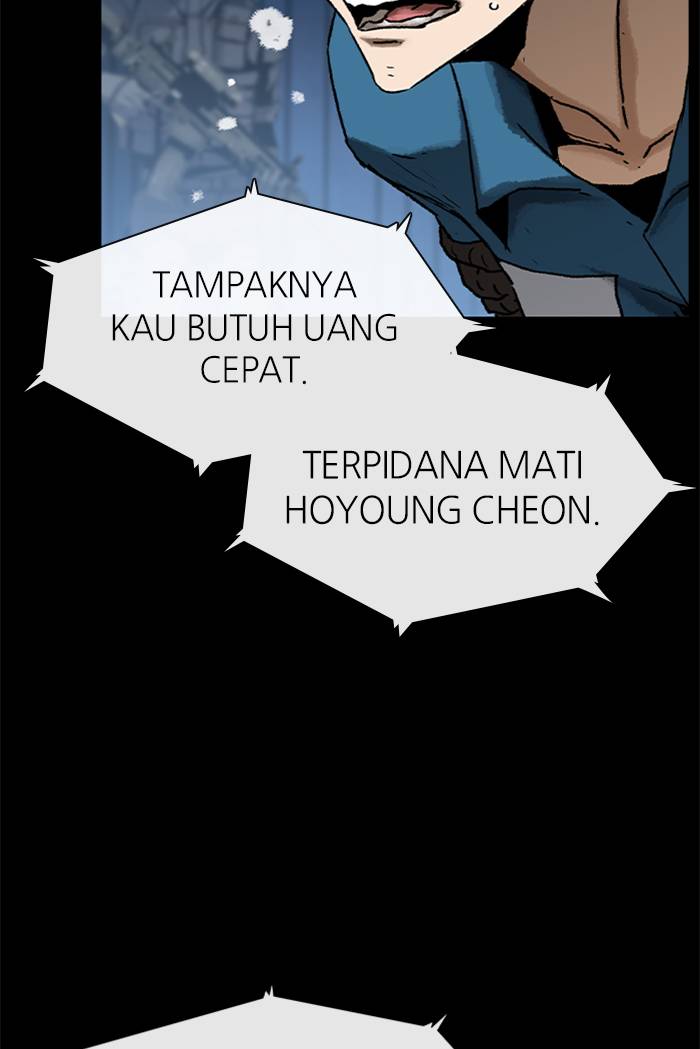 TAMPAKNYA
KAU BUTUH UANG
CEPAT.
TERPIDANA MATI
HOYOUNG CHEON.